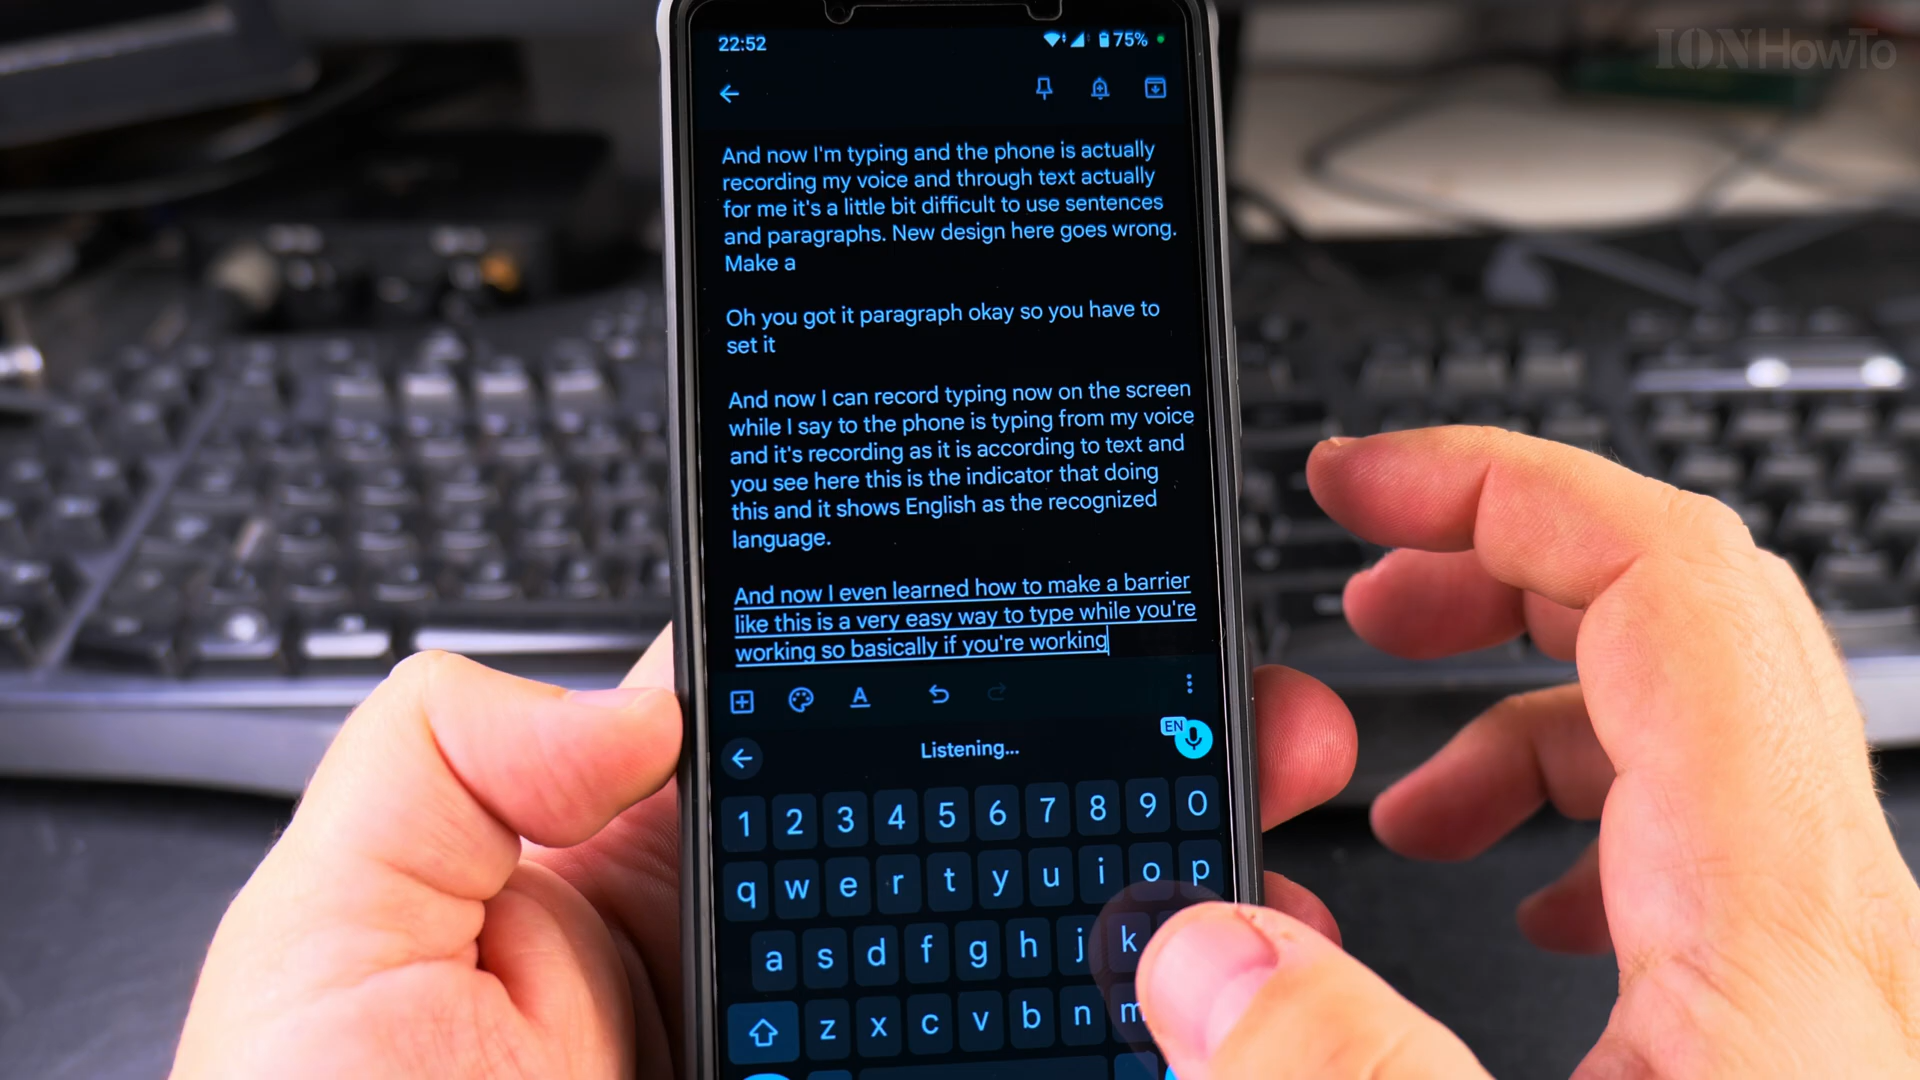 IONHowTo
22:52
75%
And now I'm typing and the phone is actually
recording my voice and through text actually
for me it's a little bit difficult to use sentences
and paragraphs. New design here goes wrong.
Make a
Oh you got it paragraph okay so you have to
set it
And now I can record typing now on the screen
while I say to the phone is typing from my voice
and it's recording as it is according to text and
you see here this is the indicator that doing
this and it shows English as the recognized
language.
And now I even learned how to make a barrier
like this is a very easy way to type while you're
working so basically if you're working
A
EN
Listening...
1 2 3 4 5 6 7 8 9 0
q w e r t y u i o p
a s d f g h j k
z x c v b n m